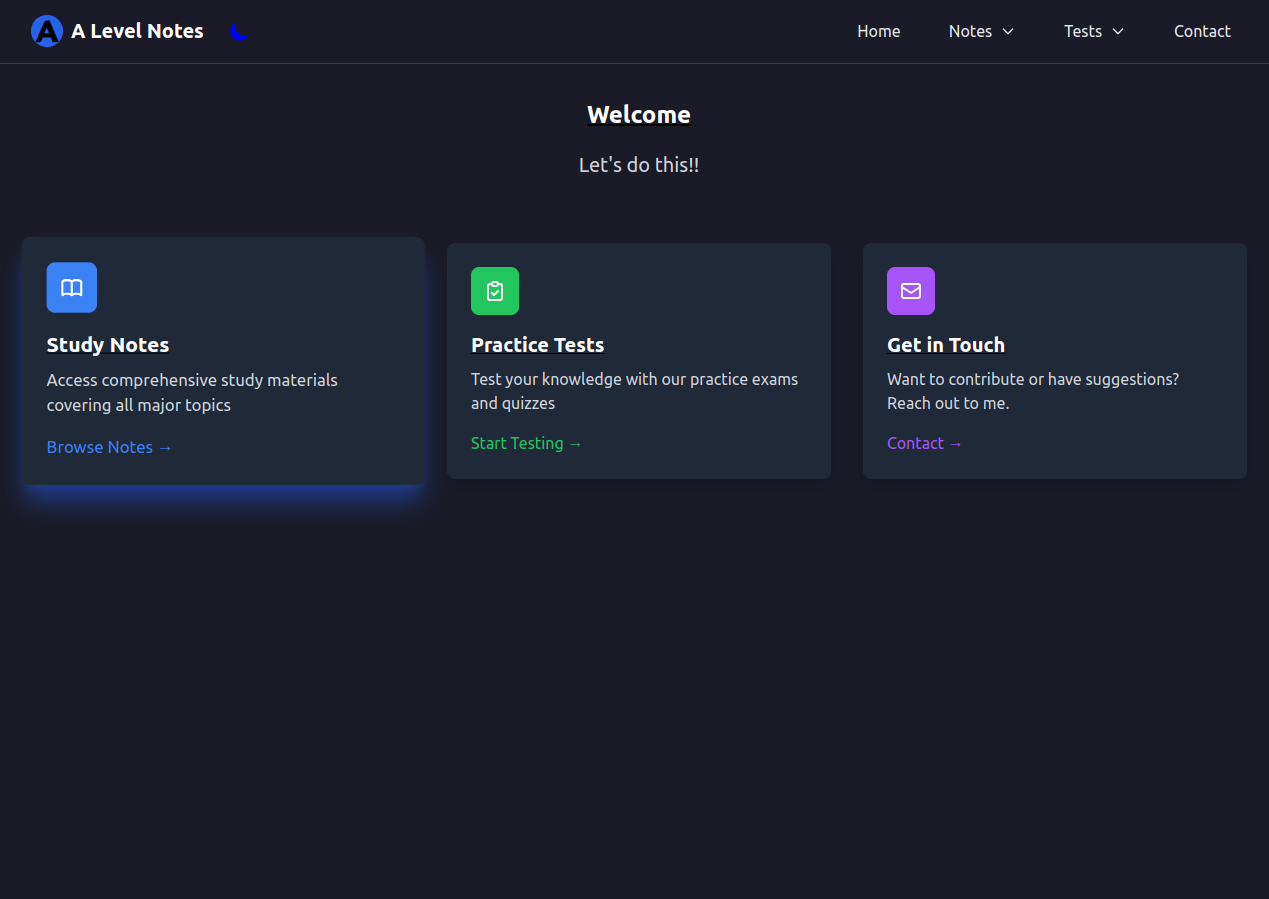 A A Level Notes
Home Notes Tests Contact
Welcome
Let's do this!!
Study Notes
Access comprehensive study materials
covering all major topics
Browse Notes →
Practice Tests
Test your knowledge with our practice exams
and quizzes
Start Testing →
Get in Touch
Want to contribute or have suggestions?
Reach out to me.
Contact →